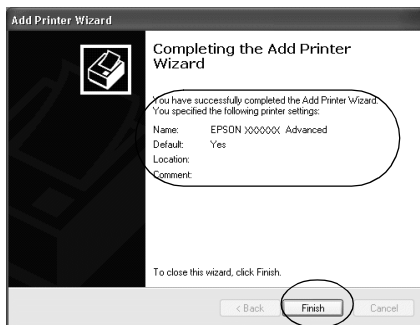 Add Printer Wizard
Completing the Add Printer
Wizard
You have successfully completed the Add Printer Wizard.
You specified the following printer settings:
Name: EPSON XXXXXX Advanced
Default: Yes
Location:
Comment:
To close this wizard, click Finish.
< Back Finish Cancel